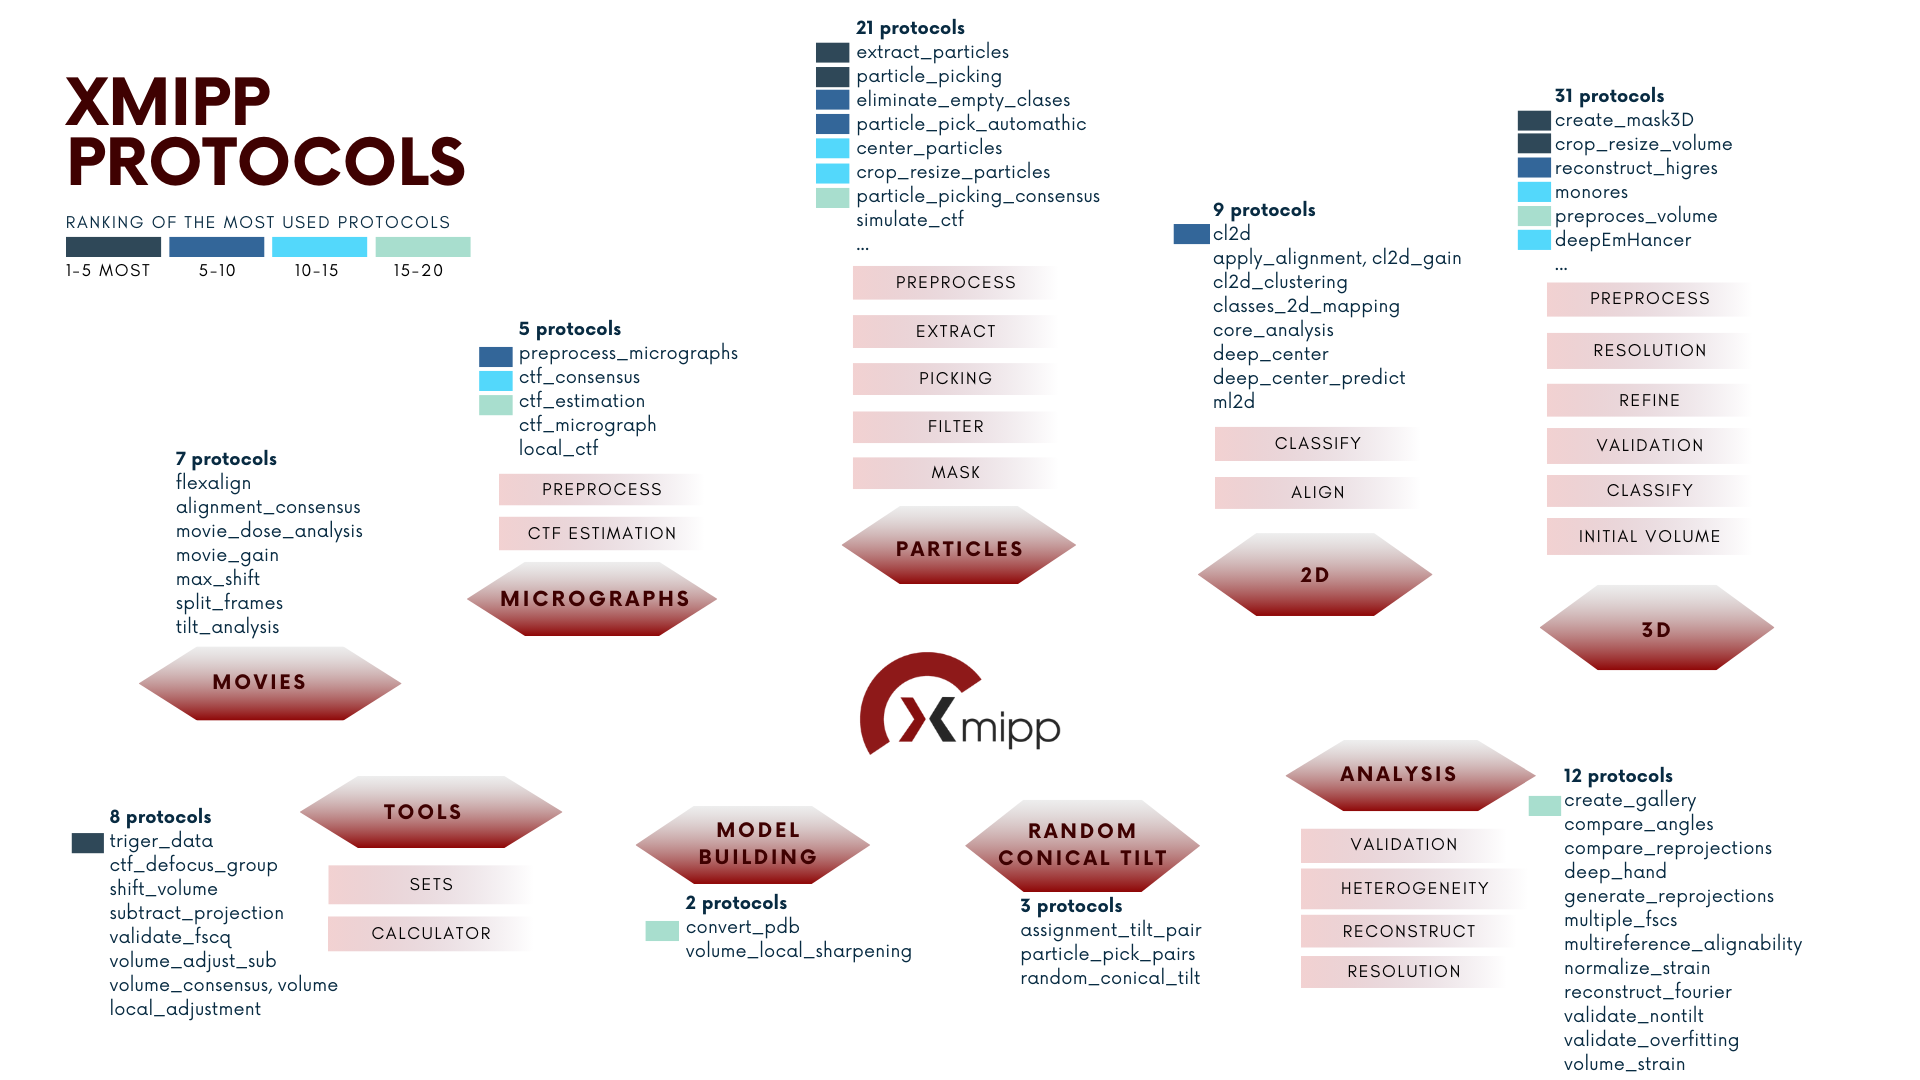 XMIPP
PROTOCOLS
RANKING OF THE MOST USED PROTOCOLS
1-5 MOST
5-10
10-15
15-20
7 protocols
flexalign
alignment_consensus
movie_dose_analysis
movie_gain
max_shift
split_frames
tilt_analysis
MOVIES
5 protocols
preprocess_micrographs
ctf_consensus
ctf_estimation
ctf_micrograph
local_ctf
PREPROCESS
CTF ESTIMATION
MICROGRAPHS
21 protocols
extract_particles
particle_picking
eliminate_empty_clases
particle_pick_automathic
center_particles
crop_resize_particles
particle_picking_consensus
simulate_ctf
...
PREPROCESS
EXTRACT
PICKING
FILTER
MASK
PARTICLES
9 protocols
cl2d
apply_alignment, cl2d_gain
cl2d_clustering
classes_2d_mapping
core_analysis
deep_center
deep_center_predict
ml2d
CLASSIFY
ALIGN
2D
31 protocols
create_mask3D
crop_resize_volume
reconstruct_higres
monores
preproces_volume
deepEmHancer
...
PREPROCESS
RESOLUTION
REFINE
VALIDATION
CLASSIFY
INITIAL VOLUME
3D
Xmipp
8 protocols
triger_data
ctf_defocus_group
shift_volume
subtract_projection
validate_fscq
volume_adjust_sub
volume_consensus, volume
local_adjustment
TOOLS
SETS
CALCULATOR
MODEL
BUILDING
2 protocols
convert_pdb
volume_local_sharpening
RANDOM
CONICAL TILT
3 protocols
assignment_tilt_pair
particle_pick_pairs
random_conical_tilt
ANALYSIS
VALIDATION
HETEROGENEITY
RECONSTRUCT
RESOLUTION
12 protocols
create_gallery
compare_angles
compare_reprojections
deep_hand
generate_reprojections
multiple_fscs
multireference_alignability
normalize_strain
reconstruct_fourier
validate_nontilt
validate_overfitting
volume_strain